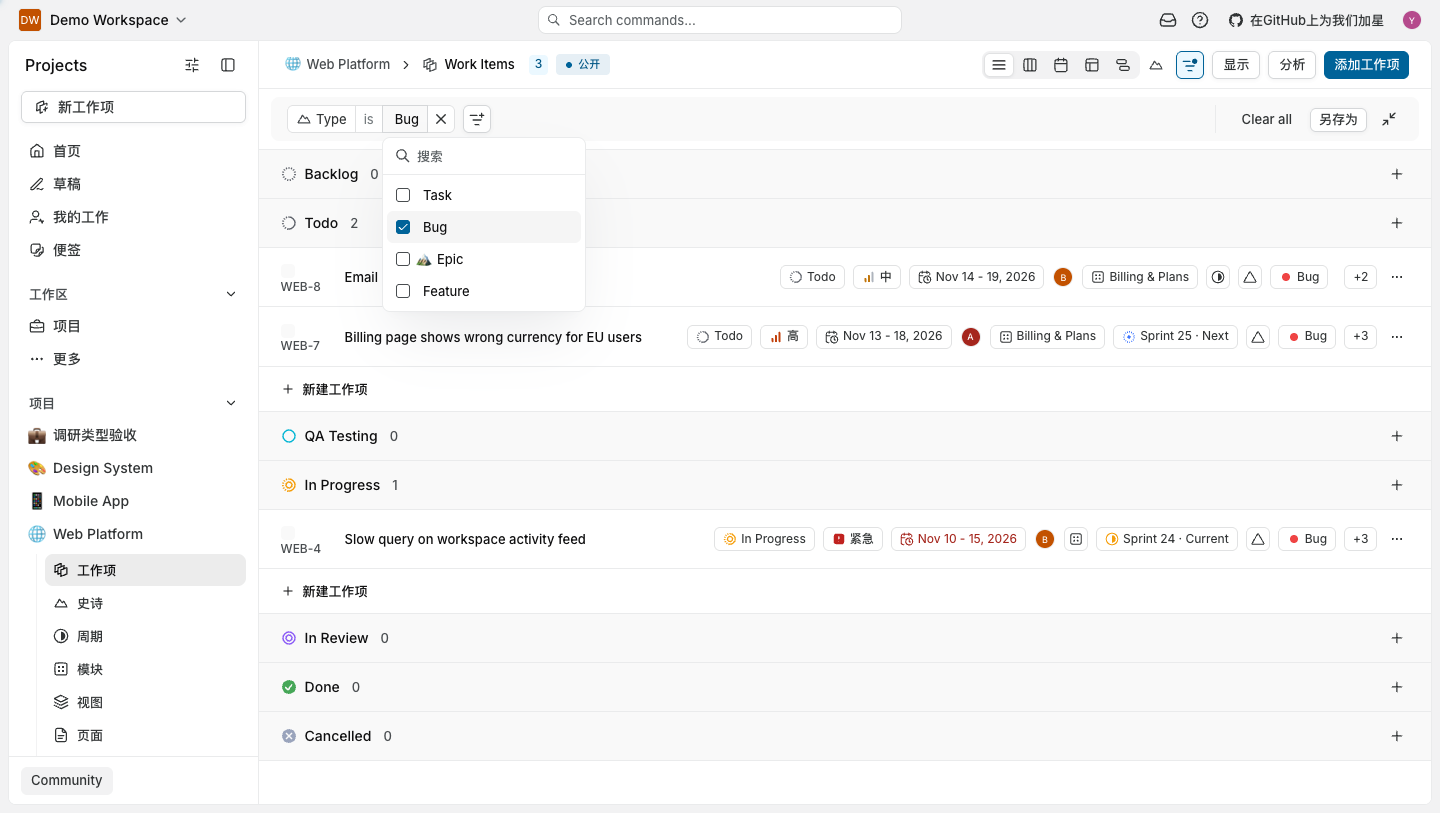 DW Demo Workspace
Search commands...
在GitHub上为我们加星
Y
Projects
新工作项
首页
草稿
我的工作
便签
工作区
项目
更多
项目
调研类型验收
Design System
Mobile App
Web Platform
工作项
史诗
周期
模块
视图
页面
Community
Web Platform
Work Items
3
公开
显示
分析
添加工作项
Type is Bug
Clear all
另存为
搜索
Task
Bug
Epic
Feature
Backlog 0
Todo 2
WEB-8
Email
Todo 中 Nov 14 - 19, 2026 B Billing & Plans Bug +2
WEB-7
Billing page shows wrong currency for EU users
Todo 高 Nov 13 - 18, 2026 A Billing & Plans Sprint 25 · Next Bug +3
新建工作项
QA Testing 0
In Progress 1
WEB-4
Slow query on workspace activity feed
In Progress 紧急 Nov 10 - 15, 2026 B Sprint 24 · Current Bug +3
新建工作项
In Review 0
Done 0
Cancelled 0